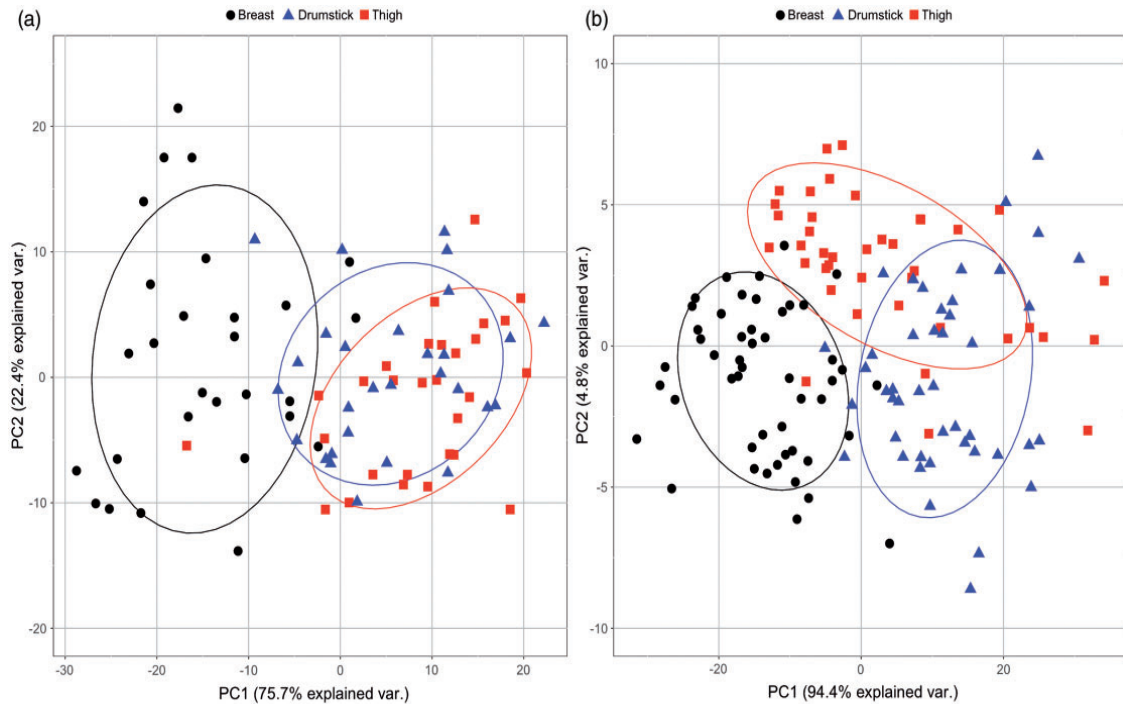 (a)
Breast Drumstick Thigh
20
10
0
-10
-20
PC2 (22.4% explained var.)
-30 -20 -10 0 10 20
PC1 (75.7% explained var.)
(b)
Breast Drumstick Thigh
10
5
0
-5
-10
PC2 (4.8% explained var.)
-20 0 20
PC1 (94.4% explained var.)